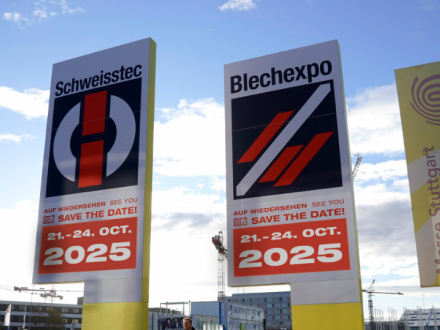 Schweisstec
AUF WIEDERSEHEN SEE YOU
SAVE THE DATE!
21.-24. OCT.
2025
Blechexpo
AUF WIEDERSEHEN SEE YOU
SAVE THE DATE!
21.-24. OCT.
2025
Stuttgart